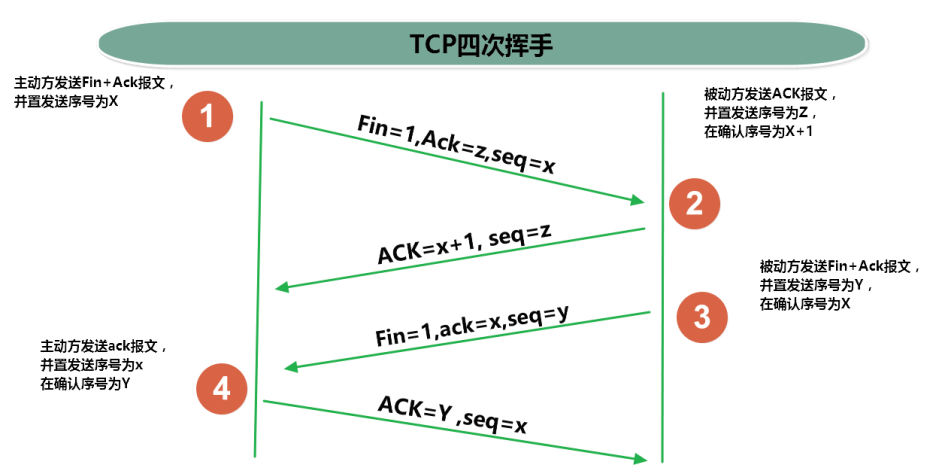 TCP四次挥手
主动方发送Fin+Ack报文，
并置发送序号为X
1
Fin=1,Ack=z,seq=x
被动方发送ACK报文，
并置发送序号为Z，
在确认序号为X+1
2
ACK=x+1, seq=z
被动方发送Fin+Ack报文，
并置发送序号为Y，
在确认序号为X
3
Fin=1,ack=x,seq=y
主动方发送ack报文，
并置发送序号为x
在确认序号为Y
4
ACK=Y ,seq=x